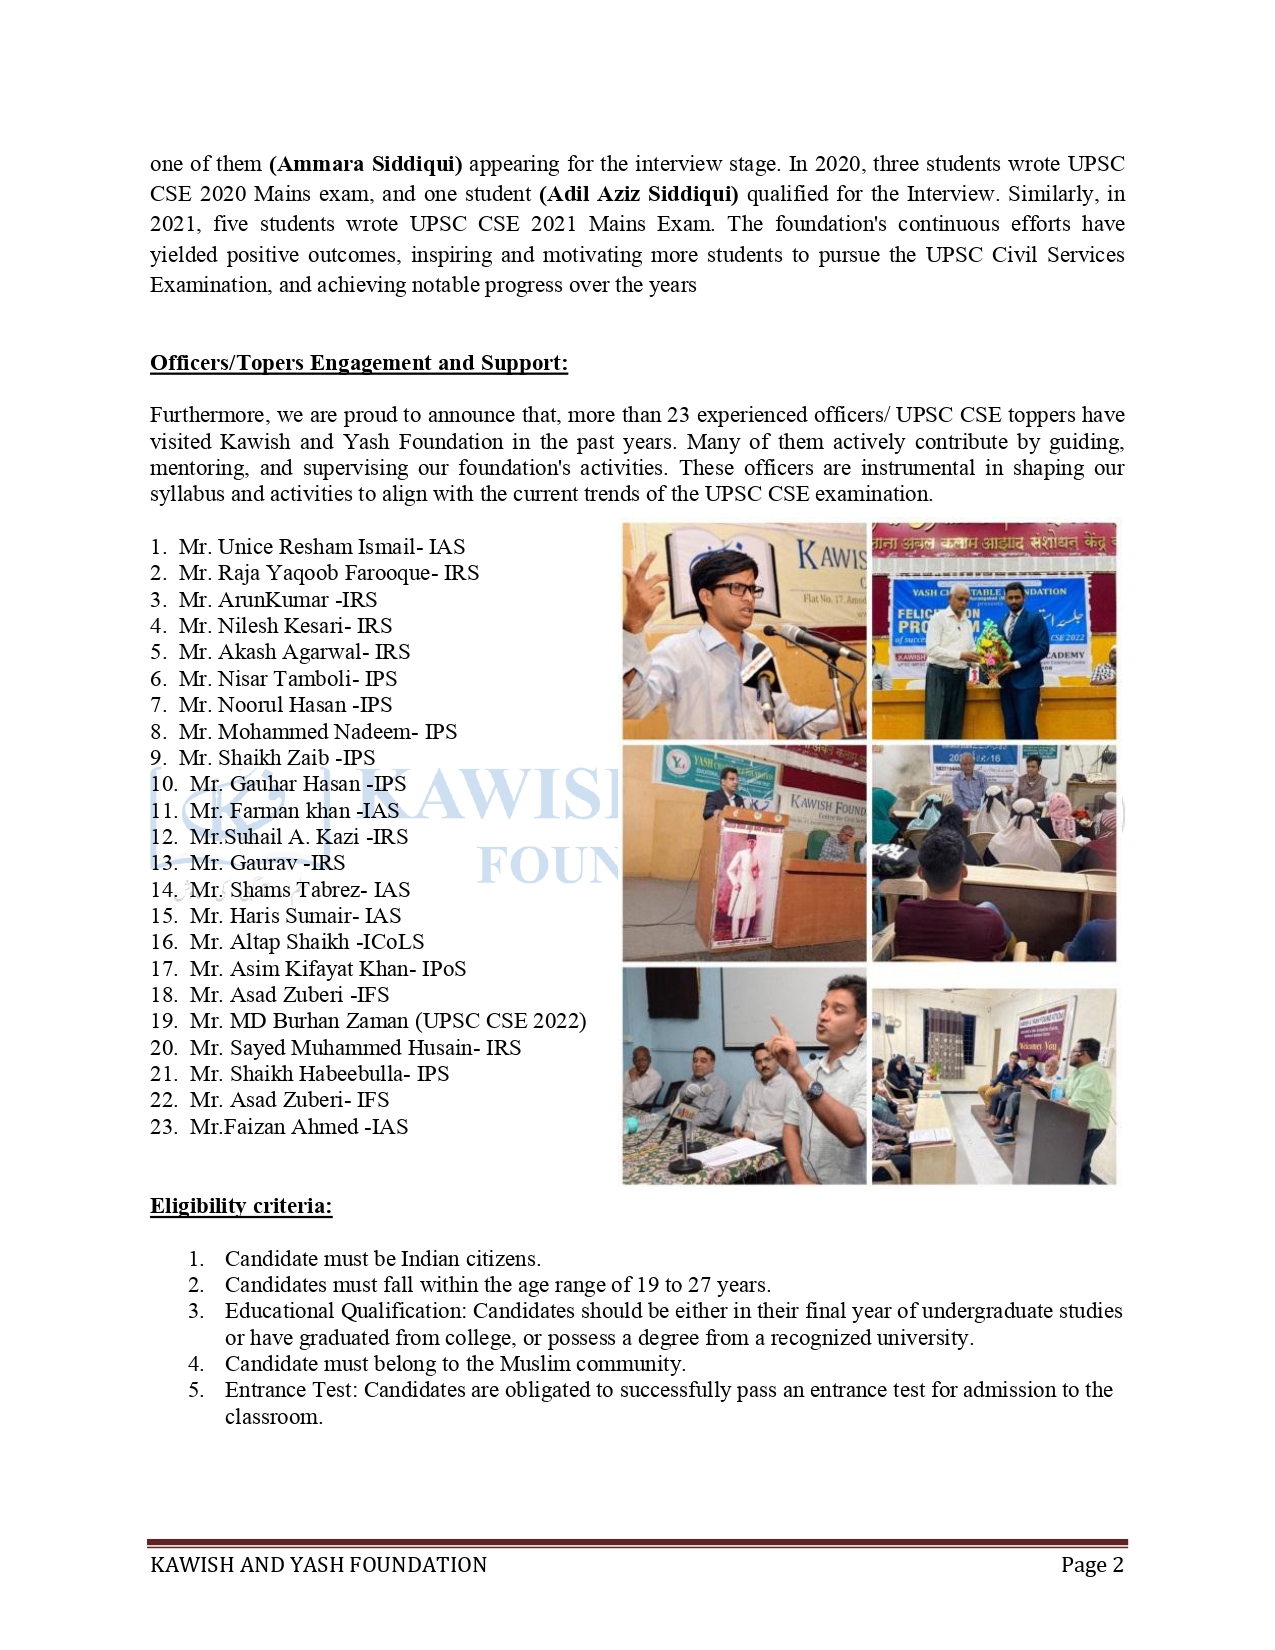 one of them (Ammara Siddiqui) appearing for the interview stage. In 2020, three students wrote UPSC
CSE 2020 Mains exam, and one student (Adil Aziz Siddiqui) qualified for the Interview. Similarly, in
2021, five students wrote UPSC CSE 2021 Mains Exam. The foundation's continuous efforts have
yielded positive outcomes, inspiring and motivating more students to pursue the UPSC Civil Services
Examination, and achieving notable progress over the years
Officers/Topers Engagement and Support:
Furthermore, we are proud to announce that, more than 23 experienced officers/ UPSC CSE toppers have
visited Kawish and Yash Foundation in the past years. Many of them actively contribute by guiding,
mentoring, and supervising our foundation's activities. These officers are instrumental in shaping our
syllabus and activities to align with the current trends of the UPSC CSE examination.
1. Mr. Unice Resham Ismail- IAS
2. Mr. Raja Yaqoob Farooque- IRS
3. Mr. ArunKumar -IRS
4. Mr. Nilesh Kesari- IRS
5. Mr. Akash Agarwal- IRS
6. Mr. Nisar Tamboli- IPS
7. Mr. Noorul Hasan -IPS
8. Mr. Mohammed Nadeem- IPS
9. Mr. Shaikh Zaib -IPS
10. Mr. Gauhar Hasan -IPS
11. Mr. Farman khan -IAS
12. Mr.Suhail A. Kazi -IRS
13. Mr. Gaurav -IRS
14. Mr. Shams Tabrez- IAS
15. Mr. Haris Sumair- IAS
16. Mr. Altap Shaikh -ICoLS
17. Mr. Asim Kifayat Khan- IPoS
18. Mr. Asad Zuberi -IFS
19. Mr. MD Burhan Zaman (UPSC CSE 2022)
20. Mr. Sayed Muhammed Husain- IRS
21. Mr. Shaikh Habeebulla- IPS
22. Mr. Asad Zuberi- IFS
23. Mr.Faizan Ahmed -IAS
KAWIS
FOUN
KAWIS
Flat No. 17,
अबुल कलाम आझाद संशोधन केंद्र
YASH
presents
CSE 2022
KAWISH
YASH
KAWISH FOUND
Welcomes You
Eligibility criteria:
1. Candidate must be Indian citizens.
2. Candidates must fall within the age range of 19 to 27 years.
3. Educational Qualification: Candidates should be either in their final year of undergraduate studies
or have graduated from college, or possess a degree from a recognized university.
4. Candidate must belong to the Muslim community.
5. Entrance Test: Candidates are obligated to successfully pass an entrance test for admission to the
classroom.
KAWISH AND YASH FOUNDATION
Page 2